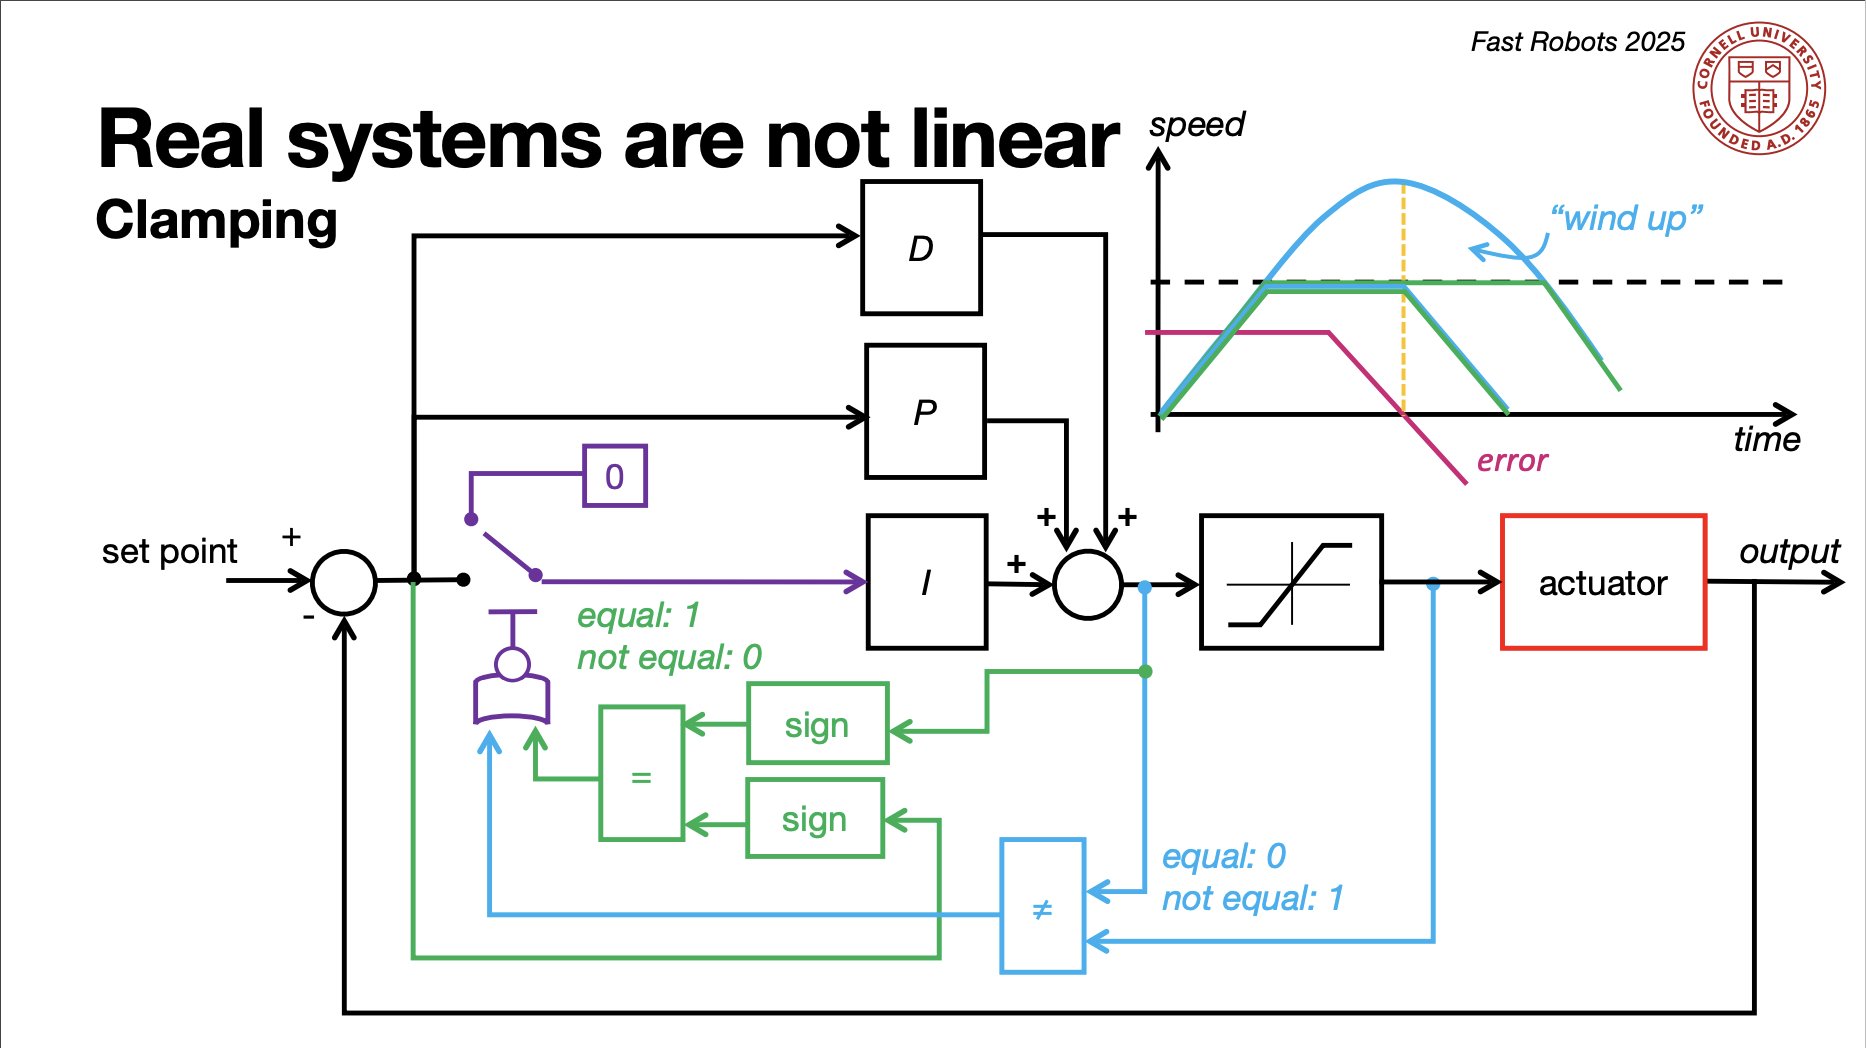 Fast Robots 2025
CORNELL UNIVERSITY
FOUNDED A.D. 1865
Real systems are not linear
Clamping
speed
"wind up"
time
error
D
P
0
I
set point
+
-
+
+
+
actuator
output
equal: 1
not equal: 0
sign
=
sign
equal: 0
not equal: 1
≠